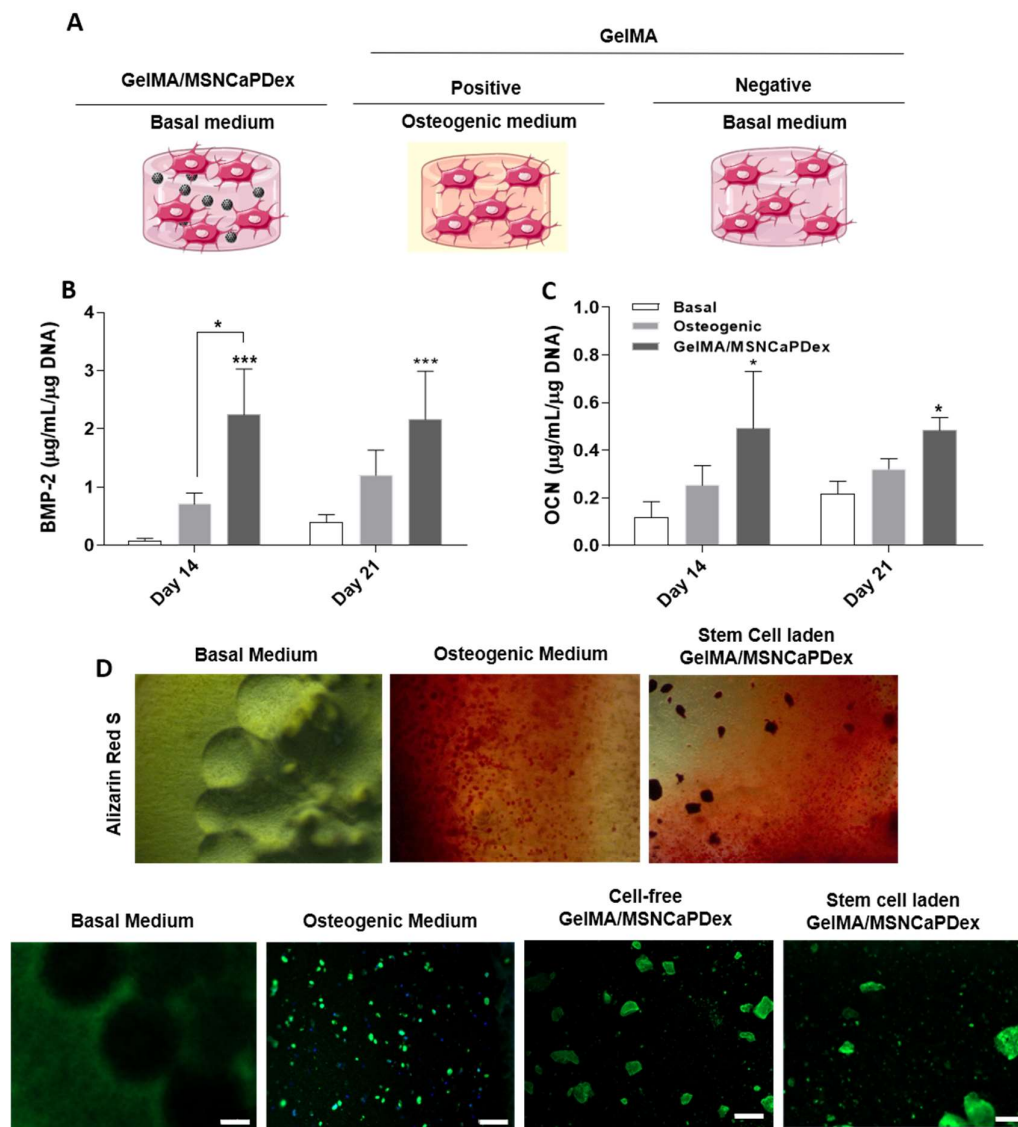 A
GelMA
GelMA/MSNCaPDex
Positive
Negative
Basal medium
Osteogenic medium
Basal medium
B
BMP-2 (μg/mL/μg DNA)
4
3
2
1
0
*
***
***
Day 14
Day 21
C
OCN (μg/mL/μg DNA)
1.0
0.8
0.6
0.4
0.2
0.0
Basal
Osteogenic
GelMA/MSNCaPDex
*
*
Day 14
Day 21
D
Alizarin Red S
Basal Medium
Osteogenic Medium
Stem Cell laden
GelMA/MSNCaPDex
Basal Medium
Osteogenic Medium
Cell-free
GelMA/MSNCaPDex
Stem cell laden
GelMA/MSNCaPDex